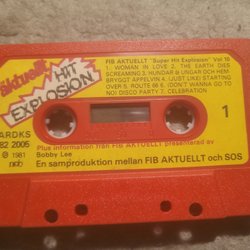 aktuellt
HIT
EXPLOSION
FIB AKTUELLT "Super Hit Explosion" Vol 10
1. WOMAN IN LOVE 2. THE EARTH DIES
SCREAMING 3. HUNDAR & UNGAR OCH HEM-
BRYGGT ÄPPELVIN 4. (JUST LIKE) STARTING
OVER 5. ROUTE 66 6. (DON'T WANNA GO TO
NO) DISCO PARTY 7. CELEBRATION
1
ARDKS
82 2005
℗ 1981
ncb
Plus information från FIB AKTUELLT presenterad av
Bobby Lee
En samproduktion mellan FIB AKTUELLT och SOS